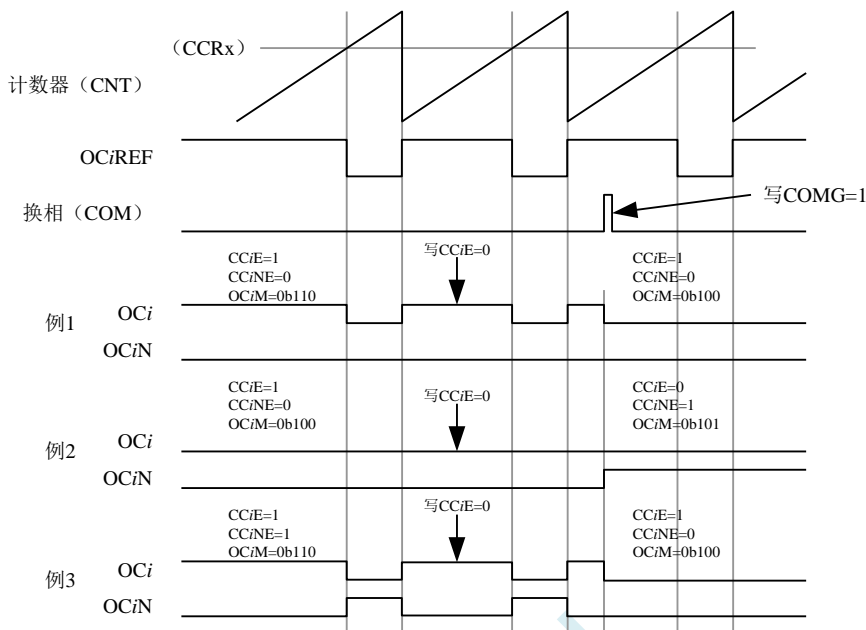 （CCRx）
计数器（CNT）
OCiREF
换相（COM）
写COMG=1
CCiE=1
CCiNE=0
OCiM=0b110
写CCiE=0
CCiE=1
CCiNE=0
OCiM=0b100
例1
OCi
OCiN
CCiE=1
CCiNE=0
OCiM=0b100
写CCiE=0
CCiE=0
CCiNE=1
OCiM=0b101
例2
OCi
OCiN
CCiE=1
CCiNE=1
OCiM=0b110
写CCiE=0
CCiE=1
CCiNE=0
OCiM=0b100
例3
OCi
OCiN